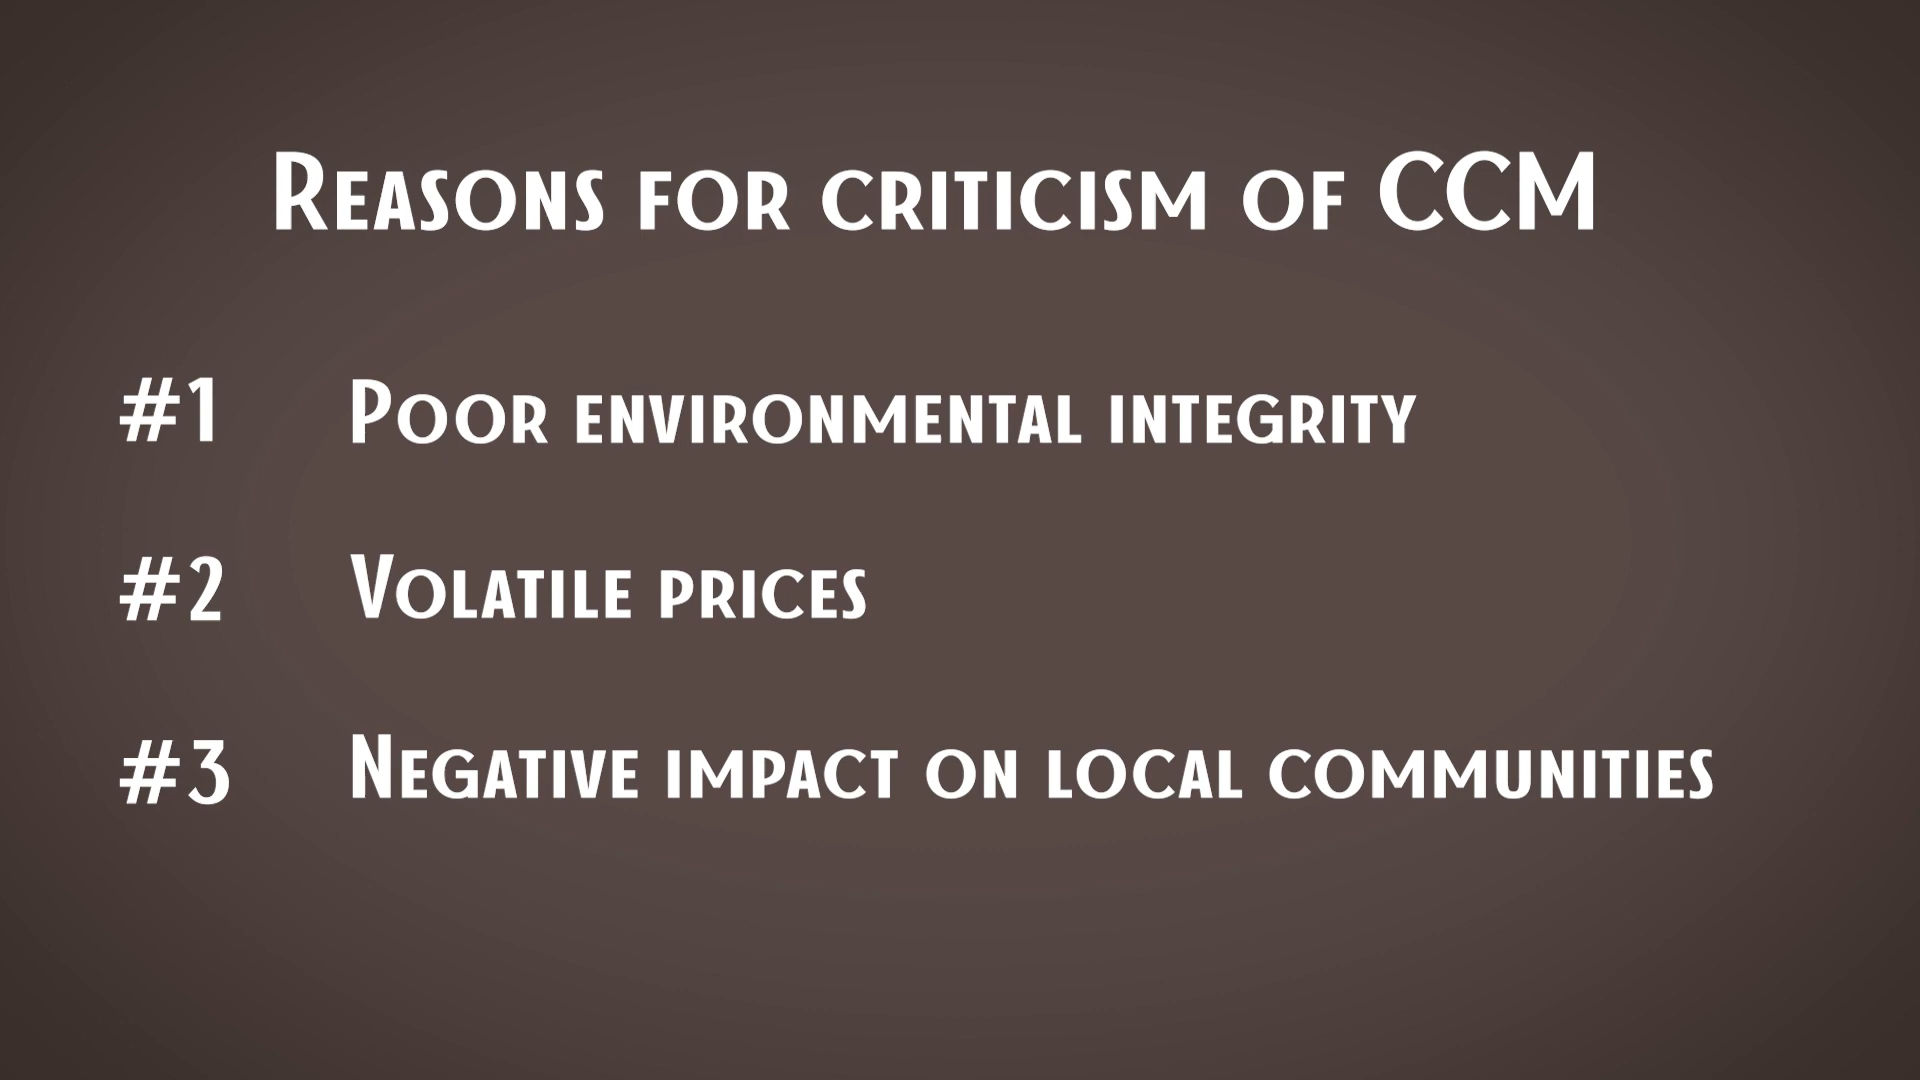 Reasons for criticism of CCM
#1 Poor environmental integrity
#2 Volatile prices
#3 Negative impact on local communities